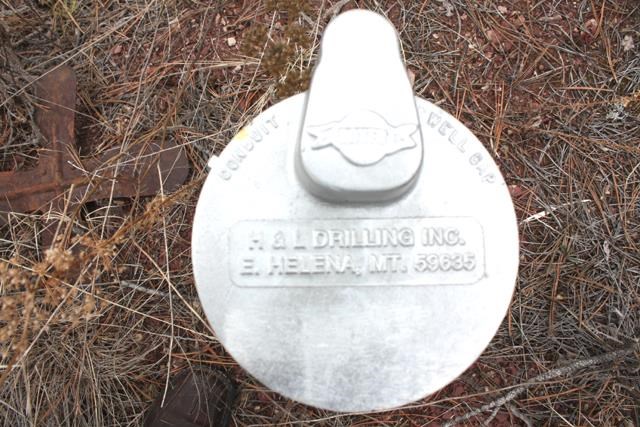 CONDUIT WELL CAP
H & L DRILLING INC.
E. HELENA, MT. 59635